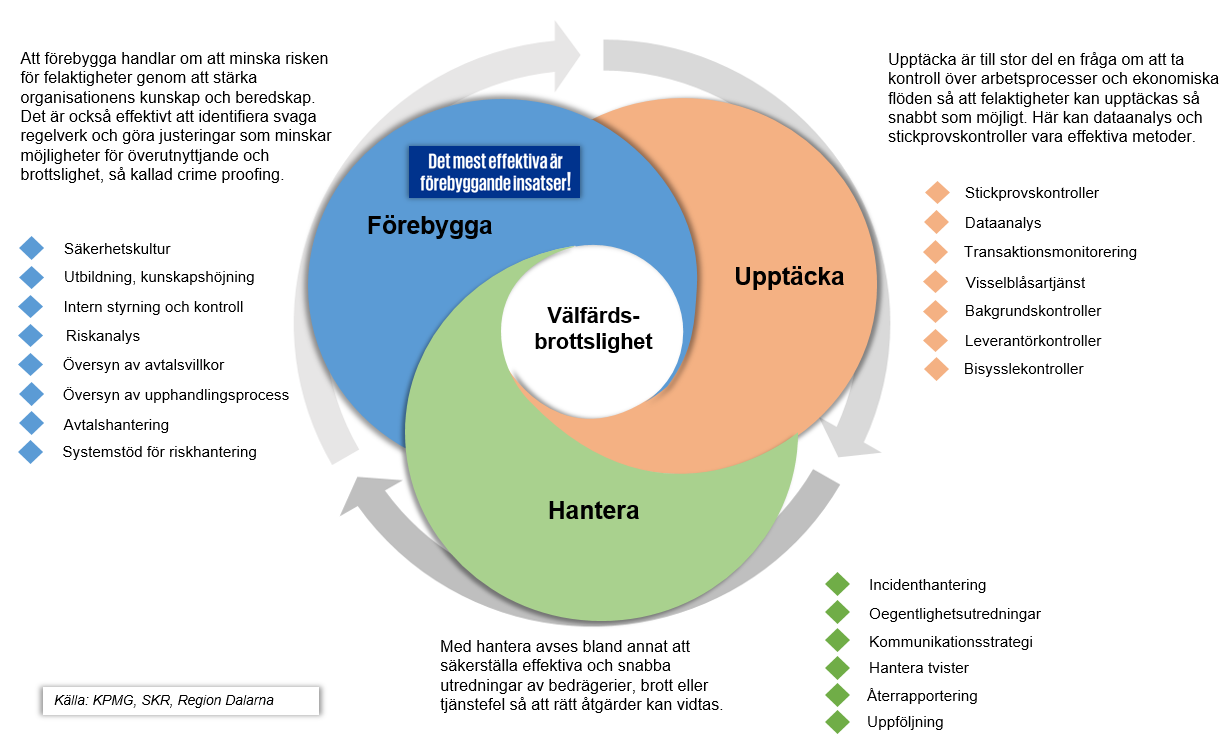 Att förebygga handlar om att minska risken
för felaktigheter genom att stärka
organisationens kunskap och beredskap.
Det är också effektivt att identifiera svaga
regelverk och göra justeringar som minskar
möjligheter för överutnyttjande och
brottslighet, så kallad crime proofing.
Säkerhetskultur
Utbildning, kunskapshöjning
Intern styrning och kontroll
Riskanalys
Översyn av avtalsvillkor
Översyn av upphandlingsprocess
Avtalshantering
Systemstöd för riskhantering
Det mest effektiva är
förebyggande insatser!
Förebygga
Upptäcka
Välfärds-
brottslighet
Hantera
Upptäcka är till stor del en fråga om att ta
kontroll över arbetsprocesser och ekonomiska
flöden så att felaktigheter kan upptäckas så
snabbt som möjligt. Här kan dataanalys och
stickprovskontroller vara effektiva metoder.
Stickprovskontroller
Dataanalys
Transaktionsmonitorering
Visselblåsartjänst
Bakgrundskontroller
Leverantörkontroller
Bisysslekontroller
Med hantera avses bland annat att
säkerställa effektiva och snabba
utredningar av bedrägerier, brott eller
tjänstefel så att rätt åtgärder kan vidtas.
Incidenthantering
Oegentlighetsutredningar
Kommunikationsstrategi
Hantera tvister
Återrapportering
Uppföljning
Källa: KPMG, SKR, Region Dalarna